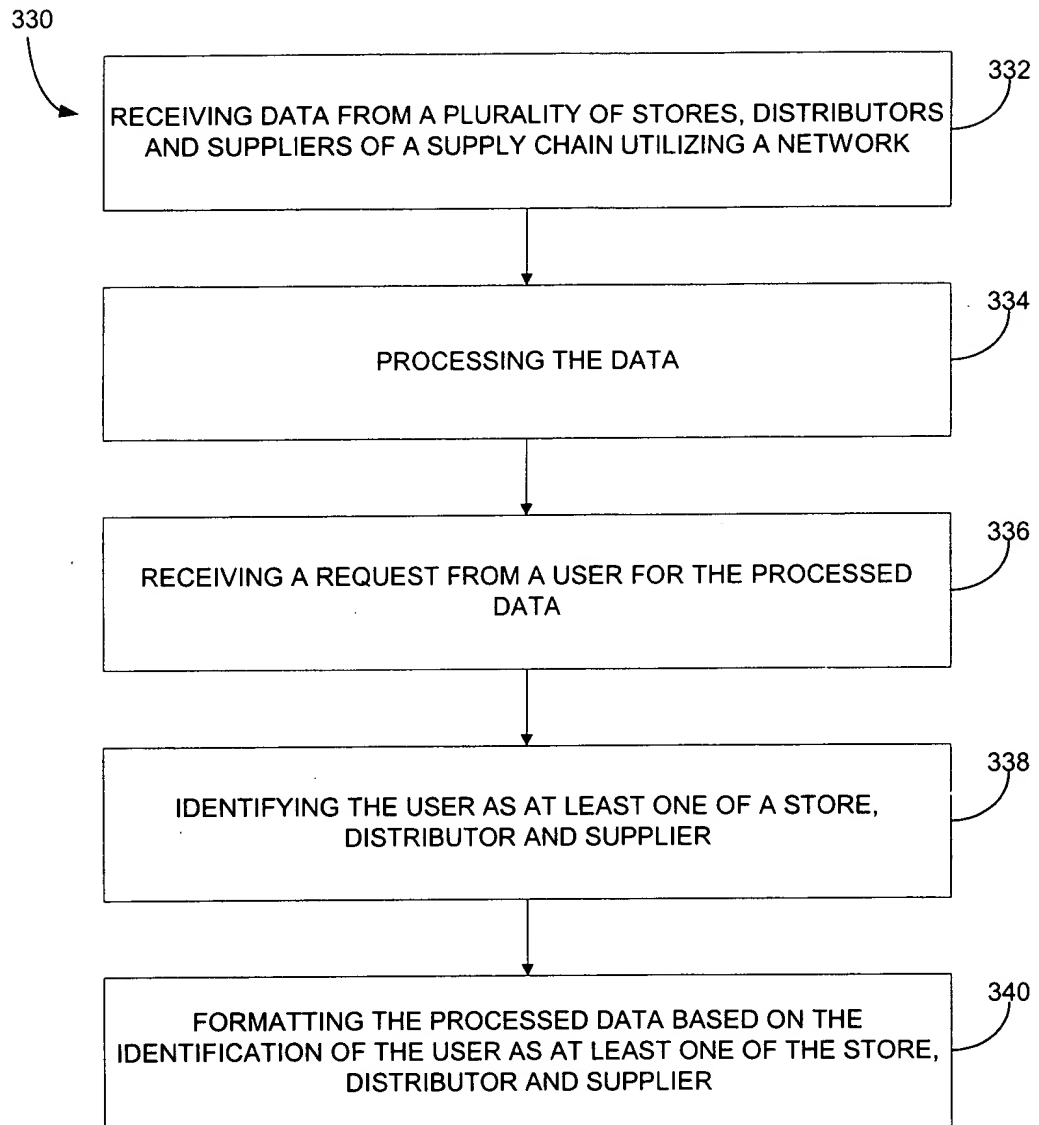 330
332
RECEIVING DATA FROM A PLURALITY OF STORES, DISTRIBUTORS
AND SUPPLIERS OF A SUPPLY CHAIN UTILIZING A NETWORK
334
PROCESSING THE DATA
336
RECEIVING A REQUEST FROM A USER FOR THE PROCESSED
DATA
338
IDENTIFYING THE USER AS AT LEAST ONE OF A STORE,
DISTRIBUTOR AND SUPPLIER
340
FORMATTING THE PROCESSED DATA BASED ON THE
IDENTIFICATION OF THE USER AS AT LEAST ONE OF THE STORE,
DISTRIBUTOR AND SUPPLIER